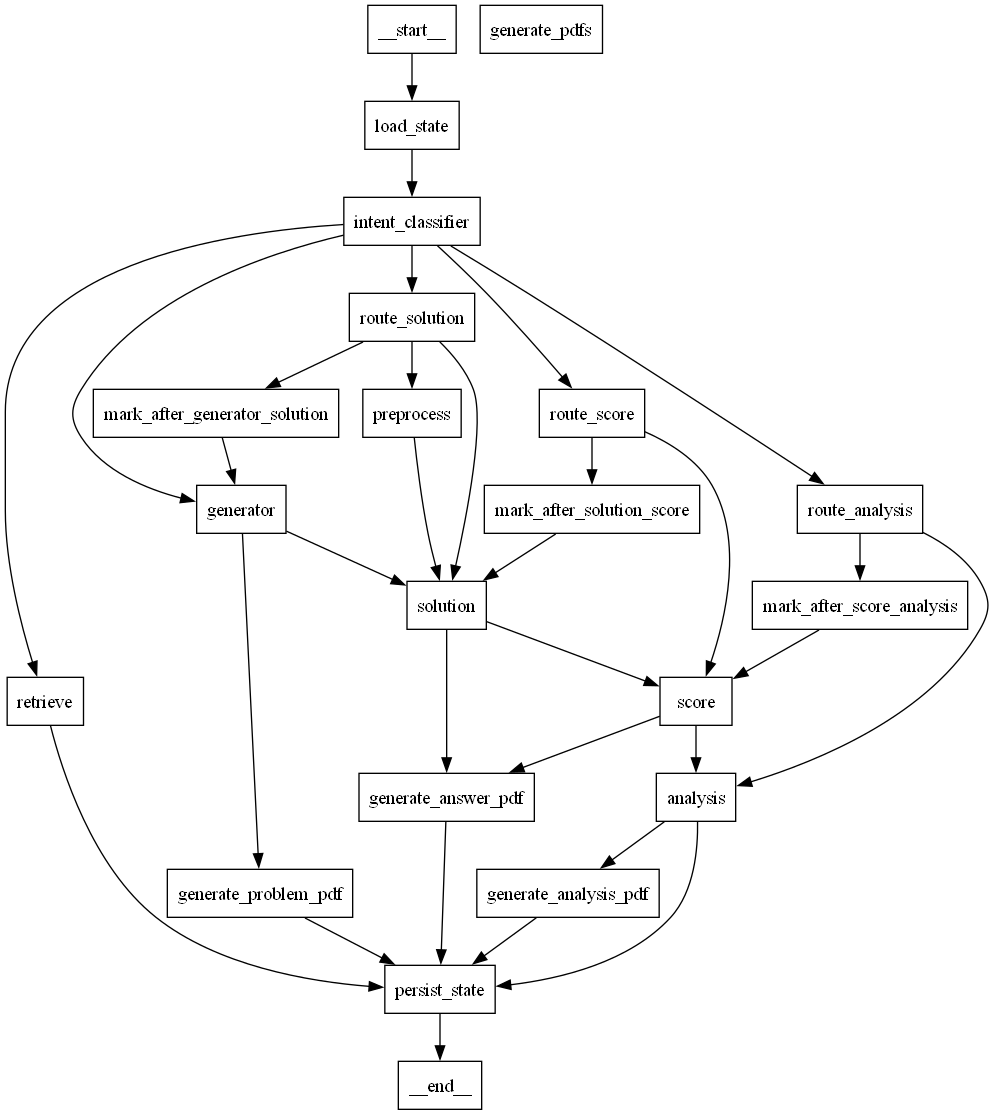 __start__
generate_pdfs
load_state
intent_classifier
route_solution
mark_after_generator_solution
preprocess
route_score
generator
mark_after_solution_score
route_analysis
solution
mark_after_score_analysis
retrieve
score
generate_answer_pdf
analysis
generate_problem_pdf
generate_analysis_pdf
persist_state
__end__